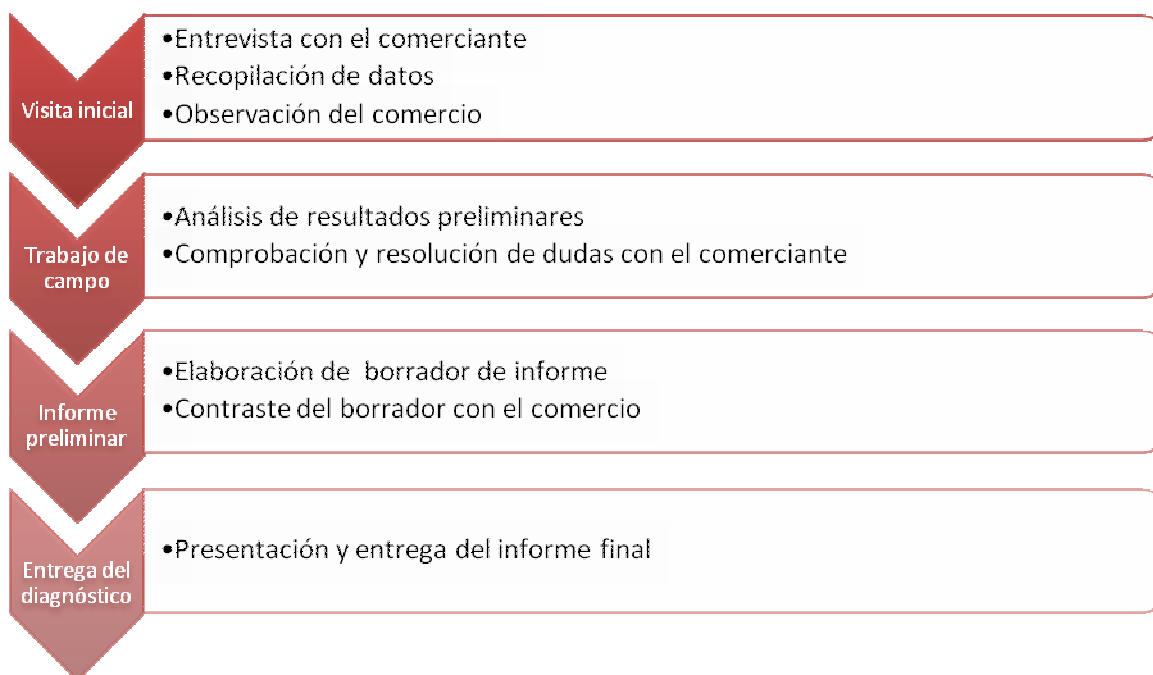 Visita inicial
•Entrevista con el comerciante
•Recopilación de datos
•Observación del comercio
Trabajo de
campo
•Análisis de resultados preliminares
•Comprobación y resolución de dudas con el comerciante
Informe
preliminar
•Elaboración de  borrador de informe
•Contraste del borrador con el comercio
Entrega del
diagnóstico
•Presentación y entrega del informe final